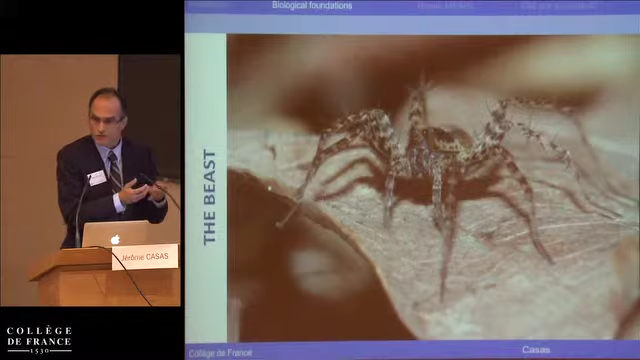 Biological foundations
THE BEAST
Jérôme CASAS
COLLÈGE
DE FRANCE
1530
Collège de France
Casas